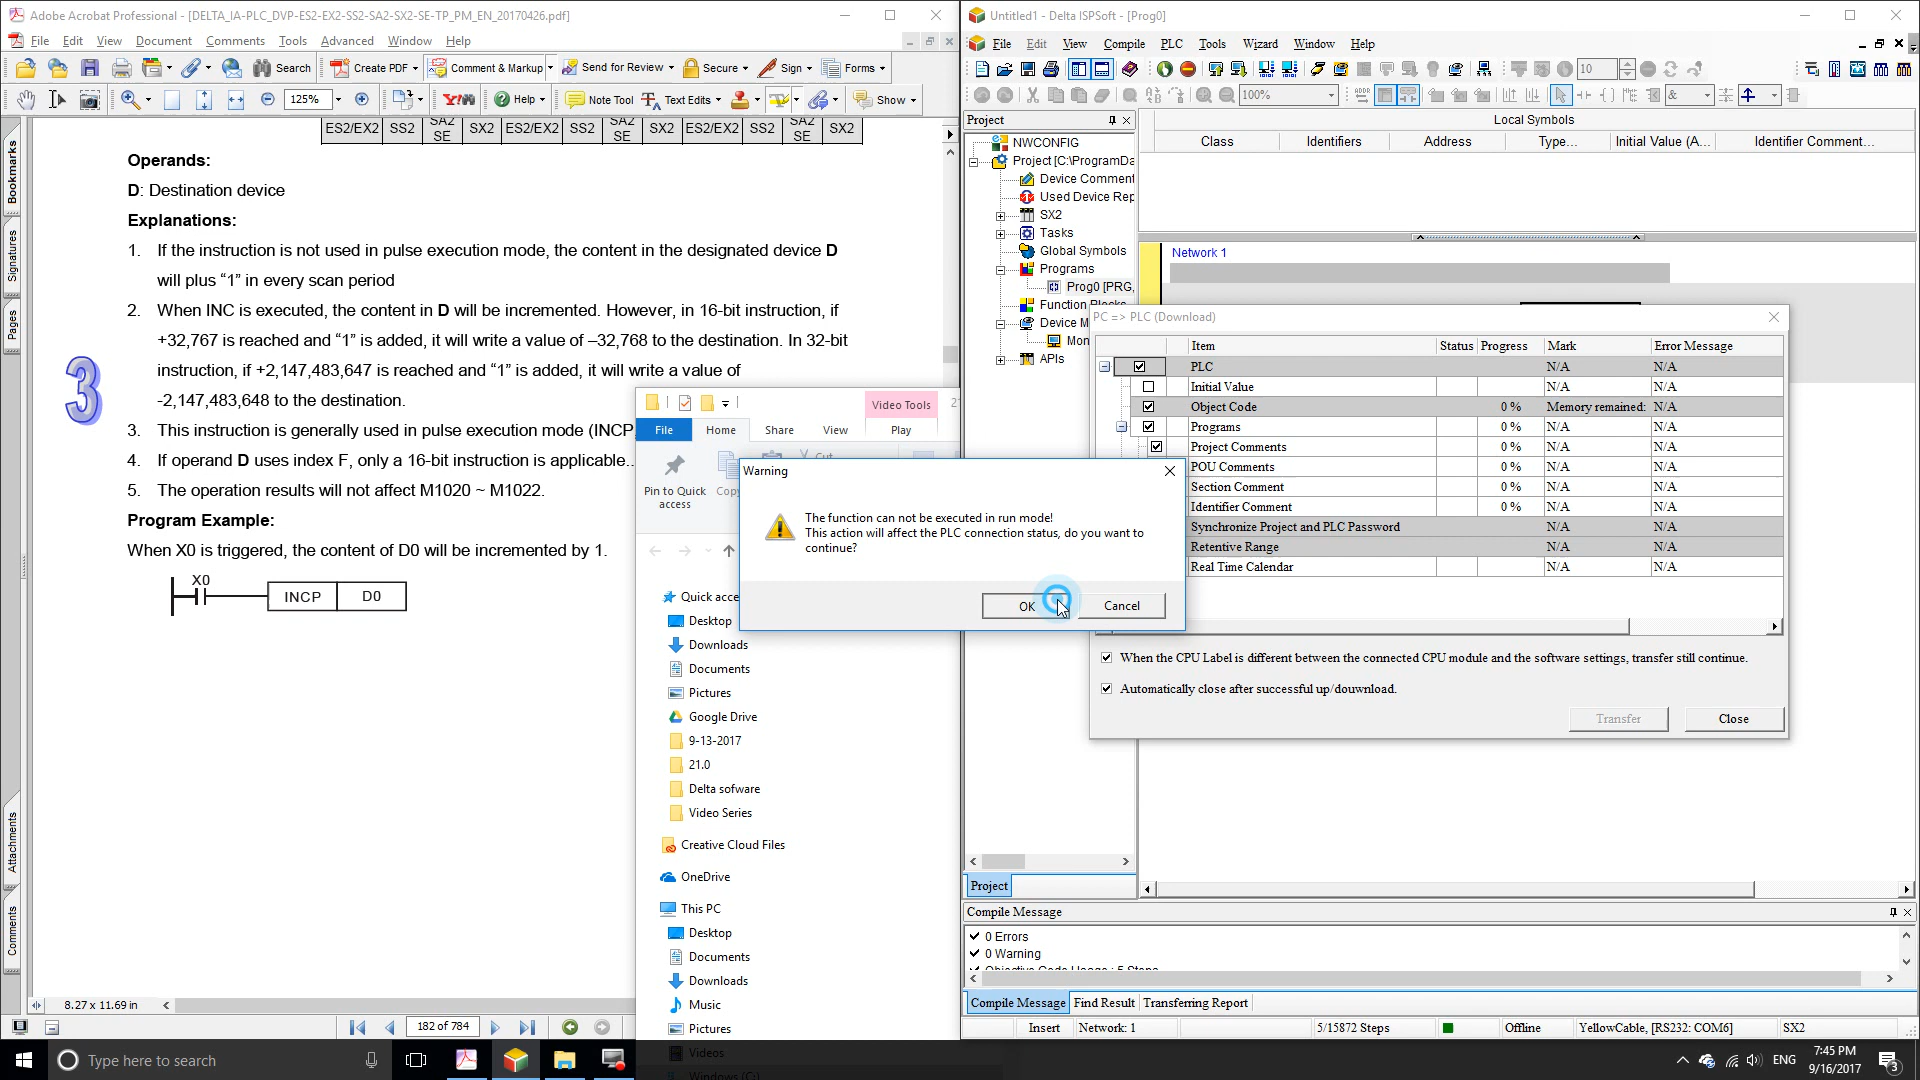 Adobe Acrobat Professional - [DELTA_IA-PLC_DVP-ES2-EX2-SS2-SA2-SX2-SE-TP_PM_EN_20170426.pdf]
File Edit View Document Comments Tools Advanced Window Help
Search Create PDF Comment & Markup Send for Review Secure Sign Forms
125% Y! Help Note Tool Text Edits Show
ES2/EX2 SS2 SA2 SE SX2 ES2/EX2 SS2 SA2 SE SX2 ES2/EX2 SS2 SA2 SE SX2
Bookmarks
Signatures
Pages
Attachments
Comments
Operands:
D: Destination device
Explanations:
1. If the instruction is not used in pulse execution mode, the content in the designated device D
will plus “1” in every scan period
2. When INC is executed, the content in D will be incremented. However, in 16-bit instruction, if
+32,767 is reached and “1” is added, it will write a value of –32,768 to the destination. In 32-bit
instruction, if +2,147,483,647 is reached and “1” is added, it will write a value of
-2,147,483,648 to the destination.
3
3. This instruction is generally used in pulse execution mode (INCP
4. If operand D uses index F, only a 16-bit instruction is applicable..
5. The operation results will not affect M1020 ~ M1022.
Program Example:
When X0 is triggered, the content of D0 will be incremented by 1.
X0
INCP D0
8.27 x 11.69 in
182 of 784
Video Tools
File Home Share View Play
Pin to Quick access
Copy
Cut
Quick acce
Desktop
Downloads
Documents
Pictures
Google Drive
9-13-2017
21.0
Delta sofware
Video Series
Creative Cloud Files
OneDrive
This PC
Desktop
Documents
Downloads
Music
Pictures
Videos
Windows (C:)
Warning
The function can not be executed in run mode!
This action will affect the PLC connection status, do you want to
continue?
OK Cancel
Untitled1 - Delta ISPSoft - [Prog0]
File Edit View Compile PLC Tools Wizard Window Help
10
100%
&
Project
NWCONFIG
Project [C:\ProgramDa
Device Comment
Used Device Rep
SX2
Tasks
Global Symbols
Programs
Prog0 [PRG,
Function Blocks
Device M
Mon
APIs
Project
Local Symbols
Class Identifiers Address Type... Initial Value (A... Identifier Comment...
Network 1
PC => PLC (Download)
Item Status Progress Mark Error Message
PLC N/A N/A
Initial Value N/A N/A
Object Code 0 % Memory remained: N/A
Programs 0 % N/A N/A
Project Comments 0 % N/A N/A
POU Comments 0 % N/A N/A
Section Comment 0 % N/A N/A
Identifier Comment 0 % N/A N/A
Synchronize Project and PLC Password N/A N/A
Retentive Range N/A N/A
Real Time Calendar N/A N/A
When the CPU Label is different between the connected CPU module and the software settings, transfer still continue.
Automatically close after successful up/douwnload.
Transfer Close
Compile Message
0 Errors
0 Warning
Objective Code Usage : 5 Steps
Compile Message Find Result Transferring Report
Insert Network: 1 5/15872 Steps Offline YellowCable, [RS232: COM6] SX2
Type here to search
ENG
7:45 PM
9/16/2017
3